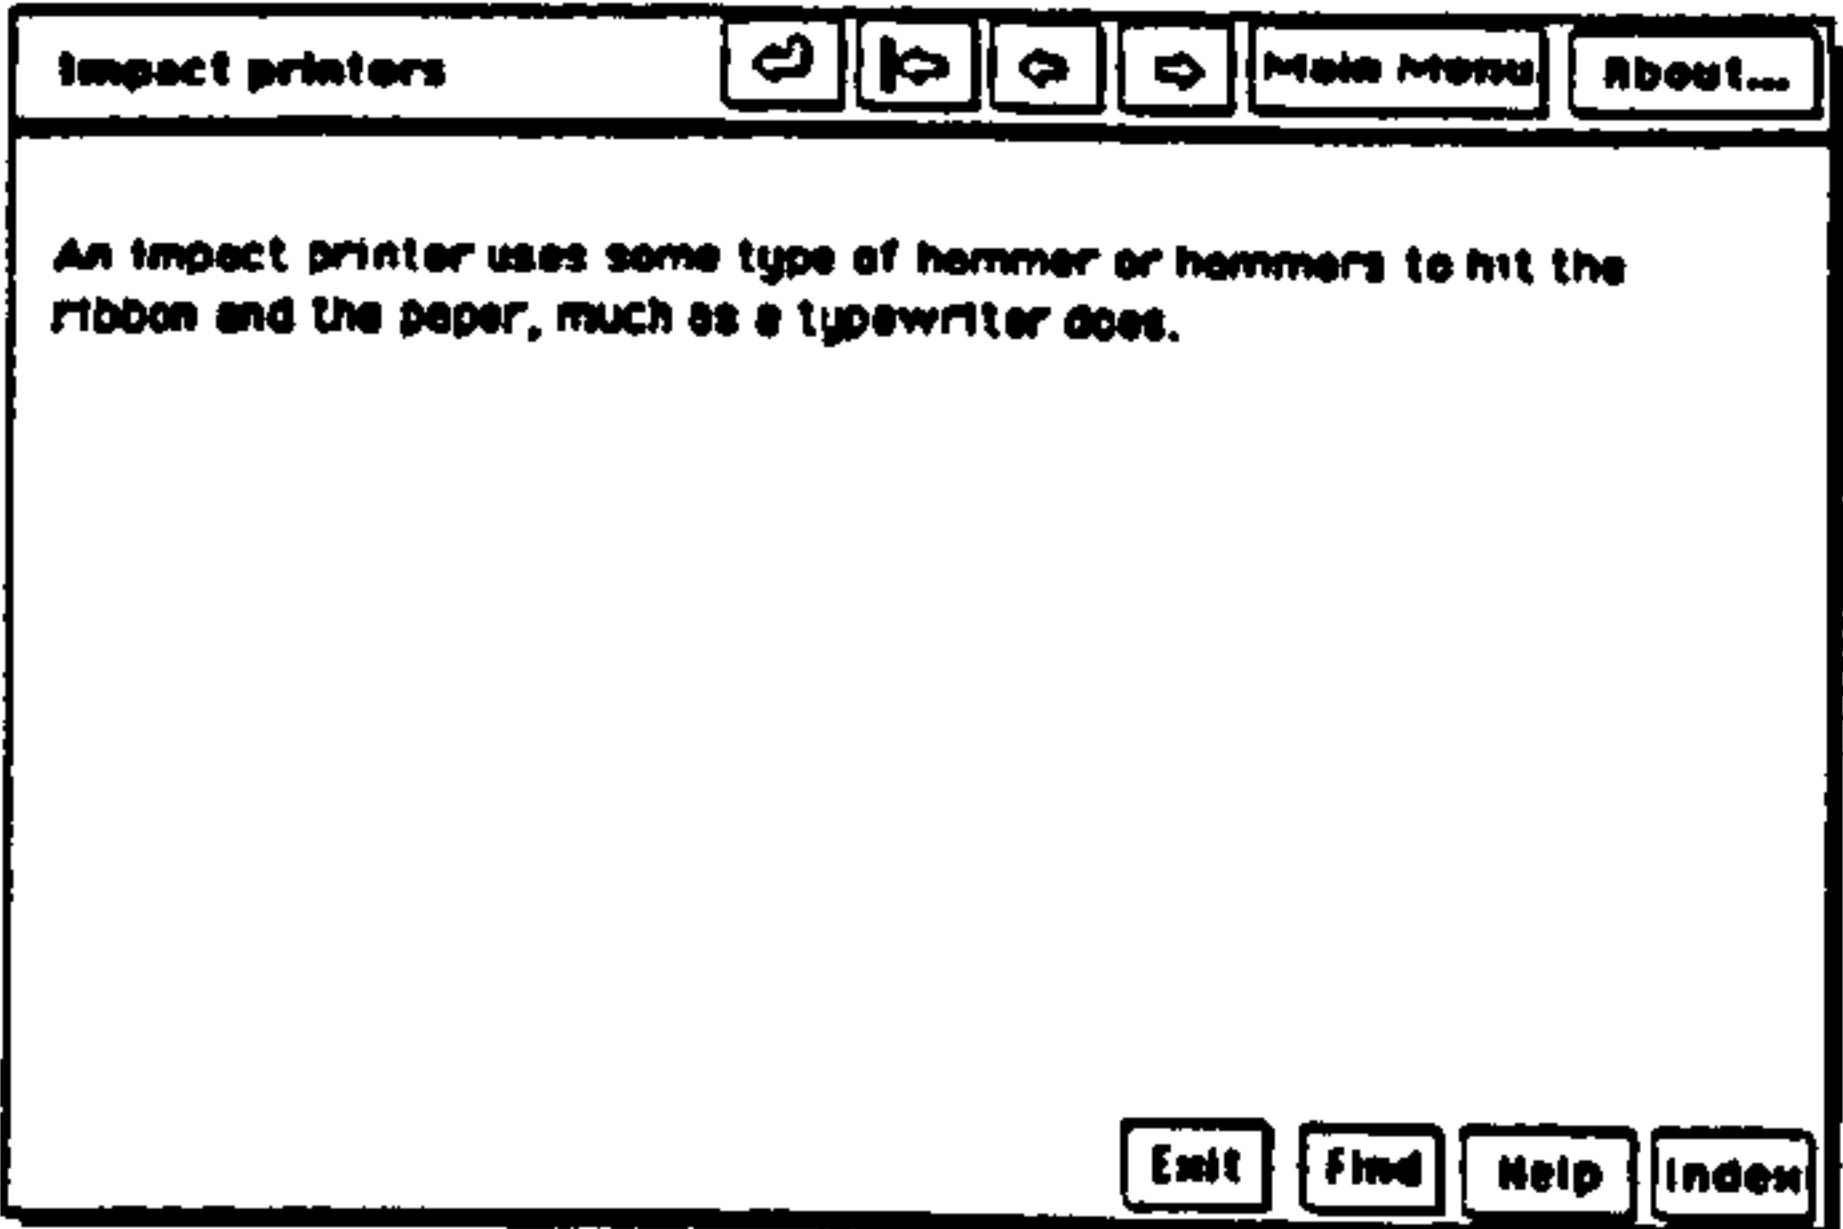 Impact printers
Main Menu
About...
An impact printer uses some type of hammer or hammers to hit the
ribbon and the paper, much as a typewriter does.
Exit
Find
Help
Index